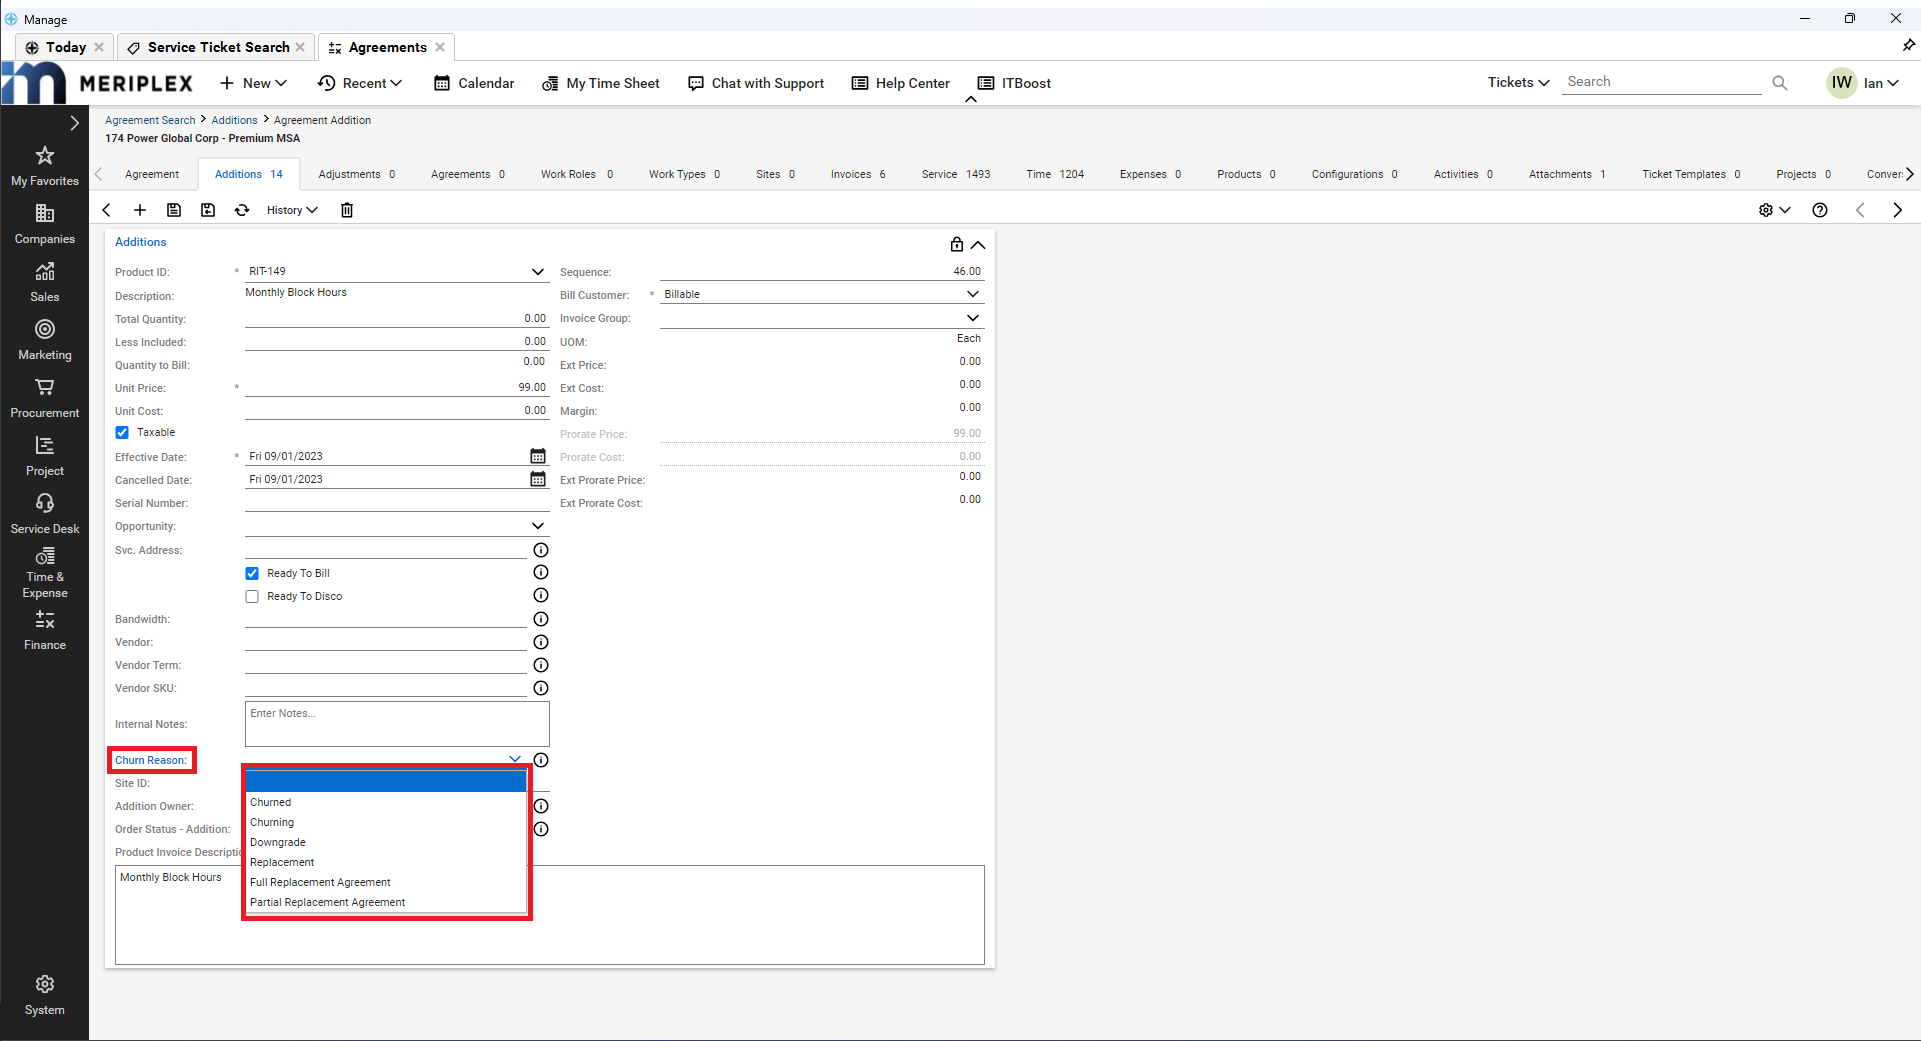 Manage
Today
Service Ticket Search
Agreements
MERIPLEX
New
Recent
Calendar
My Time Sheet
Chat with Support
Help Center
ITBoost
Tickets
Search
IW
Ian
My Favorites
Companies
Sales
Marketing
Procurement
Project
Service Desk
Time &
Expense
Finance
System
Agreement Search > Additions > Agreement Addition
174 Power Global Corp - Premium MSA
Agreement
Additions 14
Adjustments 0
Agreements 0
Work Roles 0
Work Types 0
Sites 0
Invoices 6
Service 1493
Time 1204
Expenses 0
Products 0
Configurations 0
Activities 0
Attachments 1
Ticket Templates 0
Projects 0
Conver
History
Additions
Product ID: * RIT-149
Description: Monthly Block Hours
Total Quantity: 0.00
Less Included: 0.00
Quantity to Bill: 0.00
Unit Price: * 99.00
Unit Cost: 0.00
Taxable
Effective Date: * Fri 09/01/2023
Cancelled Date: Fri 09/01/2023
Serial Number:
Opportunity:
Svc. Address:
Ready To Bill
Ready To Disco
Bandwidth:
Vendor:
Vendor Term:
Vendor SKU:
Internal Notes: Enter Notes...
Churn Reason:
Site ID:
Addition Owner:
Order Status - Addition:
Product Invoice Descripti
Churned
Churning
Downgrade
Replacement
Full Replacement Agreement
Partial Replacement Agreement
Monthly Block Hours
Sequence: 46.00
Bill Customer: * Billable
Invoice Group:
UOM: Each
Ext Price: 0.00
Ext Cost: 0.00
Margin: 0.00
Prorate Price: 99.00
Prorate Cost: 0.00
Ext Prorate Price: 0.00
Ext Prorate Cost: 0.00